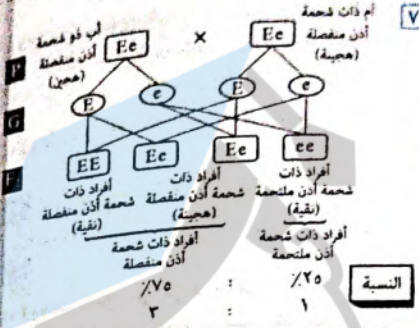 ٧
أم ذات شحمة
أذن منفصلة
(هجينة)
أب ذو شحمة
أذن منفصلة
(هجين)
Ee
×
Ee
P
E
e
E
e
G
EE
Ee
Ee
ee
F
أفراد ذات
شحمة أذن منفصلة
(نقية)
أفراد ذات
شحمة أذن منفصلة
(هجينة)
أفراد ذات
شحمة أذن ملتحمة
(نقية)
أفراد ذات شحمة
أذن منفصلة
أفراد ذات شحمة
أذن ملتحمة
٧٥٪ : ٢٥٪
النسبة
٣ : ١